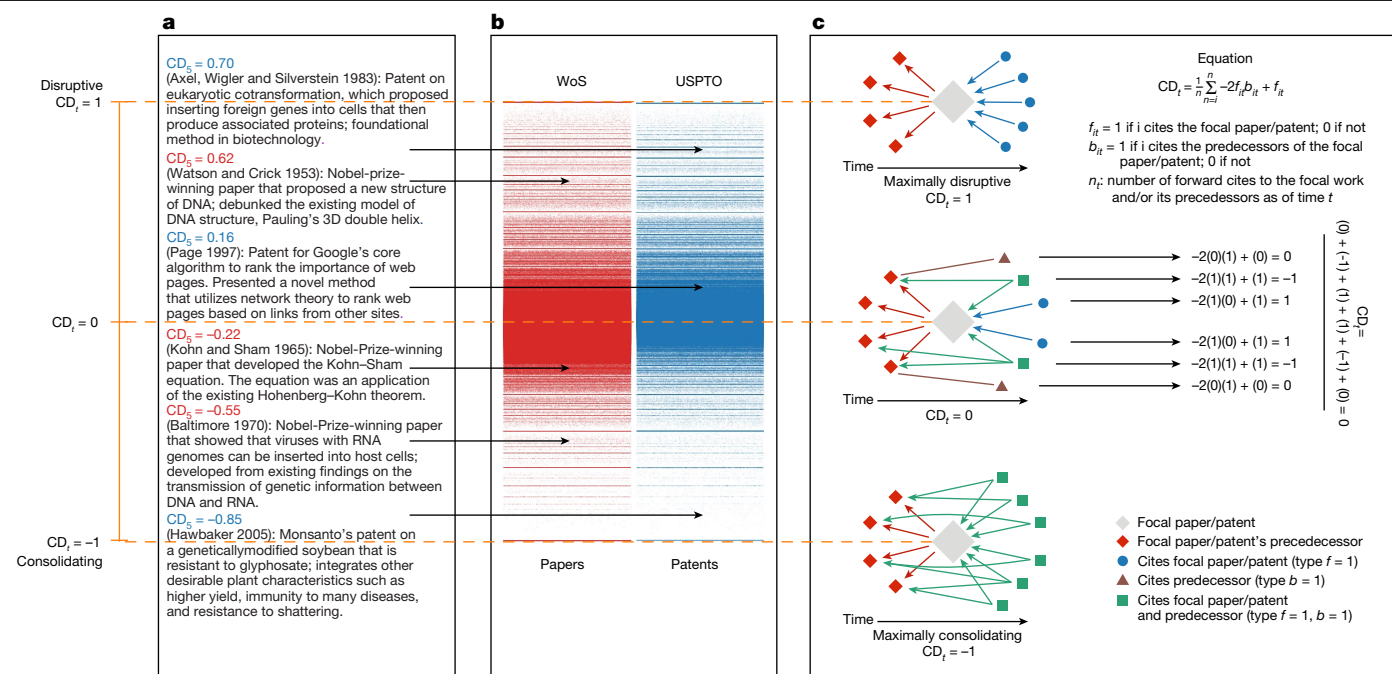 a
b
c
Disruptive
CDt = 1
CDt = 0
CDt = –1
Consolidating
CD5 = 0.70
(Axel, Wigler and Silverstein 1983): Patent on
eukaryotic cotransformation, which proposed
inserting foreign genes into cells that then
produce associated proteins; foundational
method in biotechnology.
CD5 = 0.62
(Watson and Crick 1953): Nobel-prize-
winning paper that proposed a new structure
of DNA; debunked the existing model of
DNA structure, Pauling's 3D double helix.
CD5 = 0.16
(Page 1997): Patent for Google's core
algorithm to rank the importance of web
pages. Presented a novel method
that utilizes network theory to rank web
pages based on links from other sites.
CD5 = –0.22
(Kohn and Sham 1965): Nobel-Prize-winning
paper that developed the Kohn–Sham
equation. The equation was an application
of the existing Hohenberg–Kohn theorem.
CD5 = –0.55
(Baltimore 1970): Nobel-Prize-winning paper
that showed that viruses with RNA
genomes can be inserted into host cells;
developed from existing findings on the
transmission of genetic information between
DNA and RNA.
CD5 = –0.85
(Hawbaker 2005): Monsanto's patent on
a geneticallymodified soybean that is
resistant to glyphosate; integrates other
desirable plant characteristics such as
higher yield, immunity to many diseases,
and resistance to shattering.
WoS
USPTO
Papers
Patents
Time
Maximally disruptive
CDt = 1
Equation
CDt = 1/n n Σ n=i –2fitbit + fit
fit = 1 if i cites the focal paper/patent; 0 if not
bit = 1 if i cites the predecessors of the focal
paper/patent; 0 if not
nt: number of forward cites to the focal work
and/or its precedessors as of time t
–2(0)(1) + (0) = 0
–2(1)(1) + (1) = –1
–2(1)(0) + (1) = 1
–2(1)(0) + (1) = 1
–2(1)(1) + (1) = –1
–2(0)(1) + (0) = 0
CDt=
(0) + (-1) + (1) + (1) + (-1) + (0) = 0
Time
CDt = 0
Time
Maximally consolidating
CDt = –1
Focal paper/patent
Focal paper/patent's predecessor
Cites focal paper/patent (type f = 1)
Cites predecessor (type b = 1)
Cites focal paper/patent
and predecessor (type f = 1, b = 1)